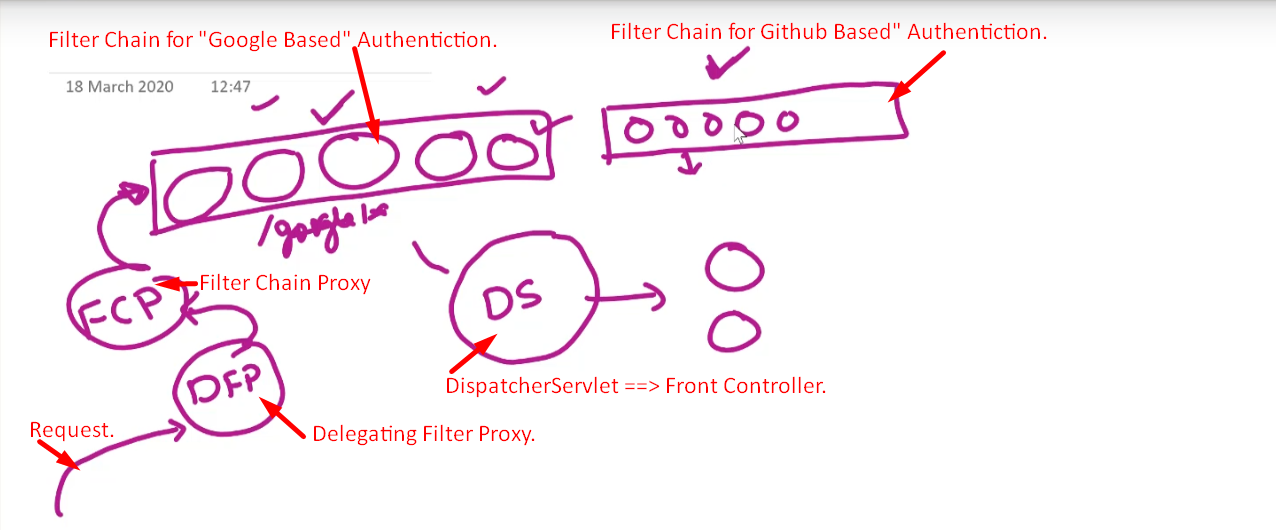 Filter Chain for "Google Based" Authentiction.
Filter Chain for Github Based" Authentiction.
18 March 2020 12:47
/google
FCP
Filter Chain Proxy
DS
DFP
DispatcherServlet ==> Front Controller.
Request.
Delegating Filter Proxy.